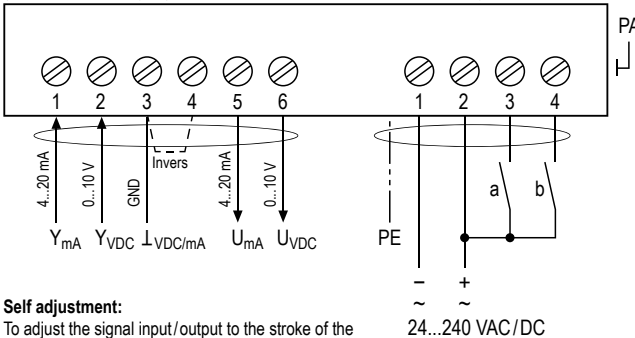 PA
1 2 3 4 5 6 1 2 3 4
Invers
4...20 mA
0...10 V
GND
4...20 mA
0...10 V
a
b
YmA YVDC ⊥VDC/mA UmA UVDC PE
− +
~ ~
Self adjustment:
To adjust the signal input/output to the stroke of the
24...240 VAC/DC